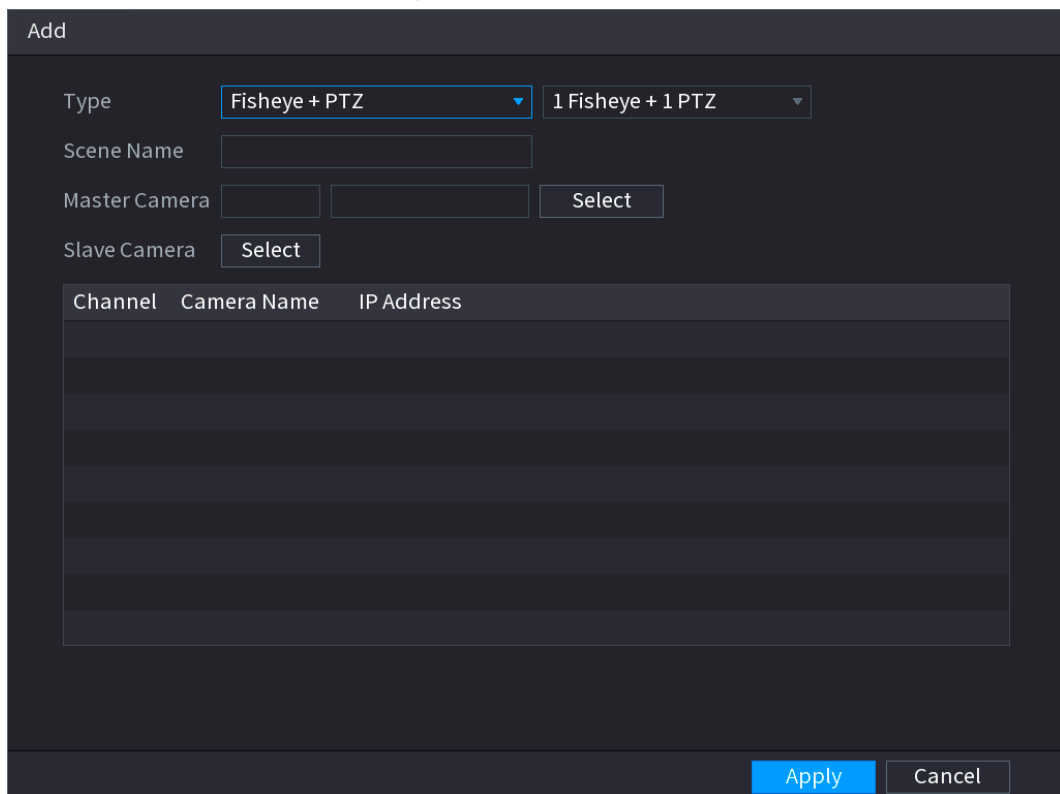 Add
Type Fisheye + PTZ 1 Fisheye + 1 PTZ
Scene Name
Master Camera Select
Slave Camera Select
Channel Camera Name IP Address
Apply Cancel